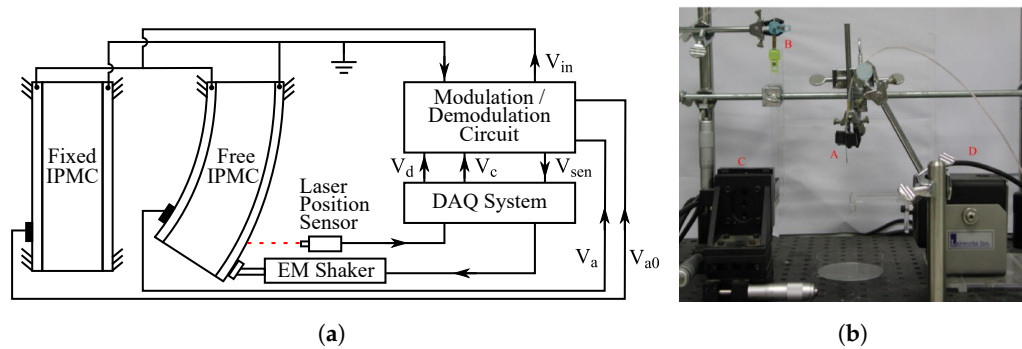 V_in
Modulation /
Demodulation
Circuit
Fixed
IPMC
Free
IPMC
V_d
V_c
V_sen
Laser
Position
Sensor
DAQ System
V_a
V_a0
EM Shaker
(a)
B
A
C
D
(b)